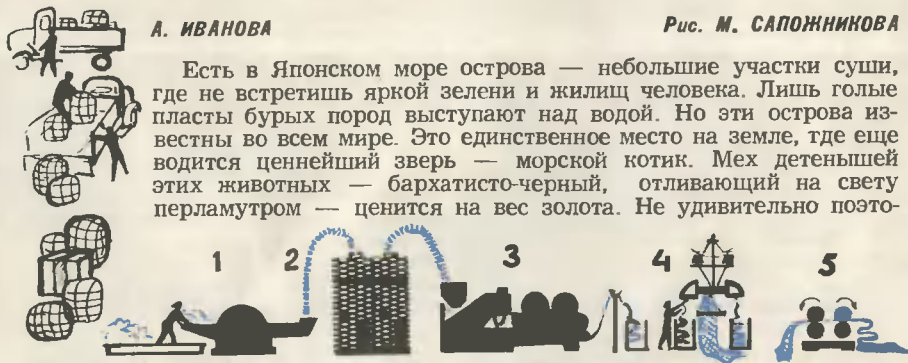 А. ИВАНОВА
Рис. М. САПОЖНИКОВА
Есть в Японском море острова — небольшие участки суши,
где не встретишь яркой зелени и жилищ человека. Лишь голые
пласты бурых пород выступают над водой. Но эти острова из-
вестны во всем мире. Это единственное место на земле, тде еще
водится ценнейший зверь — морской котик. Мех детенышей
этих животных — бархатисто-черный, отливающий на свету
перламутром — ценится на вес золота. Не удивительно поэто-
1 2 3 4 5